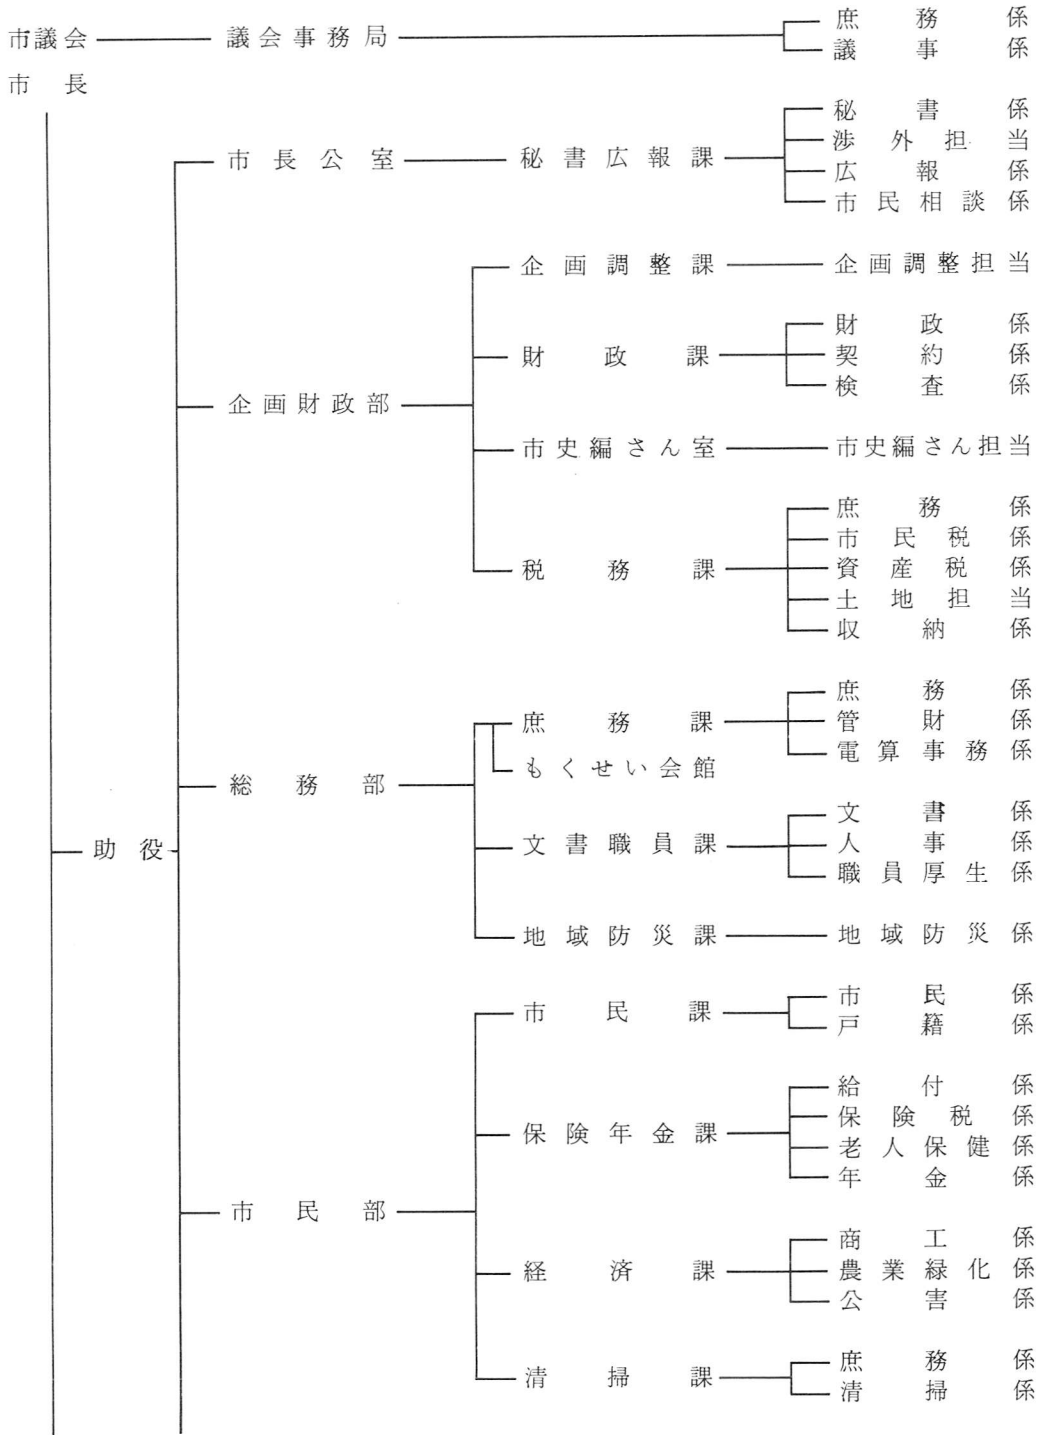 庶務係
市議会 議会事務局
議事係
市長
秘書係
渉外担当
市長公室 秘書広報課
広報係
市民相談係
企画調整課 企画調整担当
財政係
財政課 契約係
検査係
企画財政部
市史編さん室 市史編さん担当
庶務係
市民税係
税務課 資産税係
土地担当
収納係
庶務係
庶務課 管財係
電算事務係
もくせい会館
総務部
文書係
助役 文書職員課 人事係
職員厚生係
地域防災課 地域防災係
市民係
市民課
戸籍係
給付係
保険税係
保険年金課
老人保健係
年金係
市民部
商工係
経済課 農業緑化係
公害係
庶務係
清掃課
清掃係